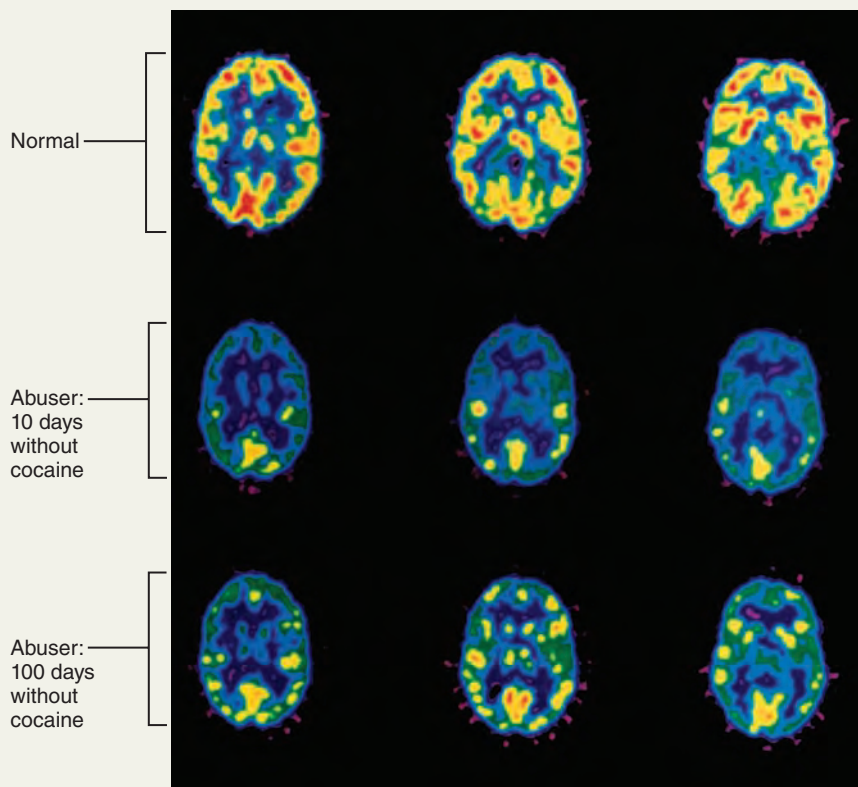 Normal
Abuser:
10 days
without
cocaine
Abuser:
100 days
without
cocaine